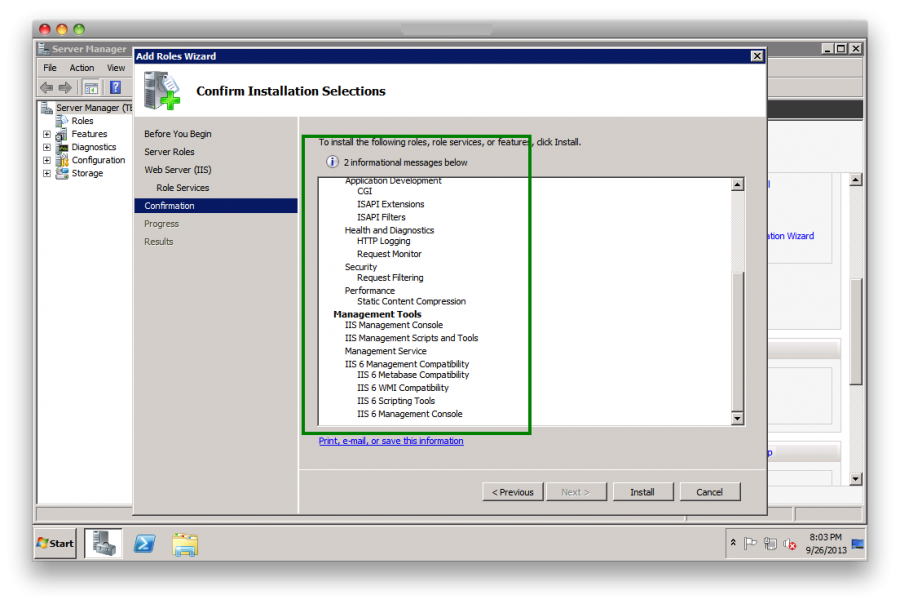 Server Manager
File Action View
Server Manager (TE
Roles
Features
Diagnostics
Configuration
Storage
Add Roles Wizard
Confirm Installation Selections
Before You Begin
Server Roles
Web Server (IIS)
Role Services
Confirmation
Progress
Results
To install the following roles, role services, or features, click Install.
2 informational messages below
Application Development
CGI
ISAPI Extensions
ISAPI Filters
Health and Diagnostics
HTTP Logging
Request Monitor
Security
Request Filtering
Performance
Static Content Compression
Management Tools
IIS Management Console
IIS Management Scripts and Tools
Management Service
IIS 6 Management Compatibility
IIS 6 Metabase Compatibility
IIS 6 WMI Compatibility
IIS 6 Scripting Tools
IIS 6 Management Console
Print, e-mail, or save this information
< Previous
Next >
Install
Cancel
ation Wizard
p
Start
8:03 PM
9/26/2013